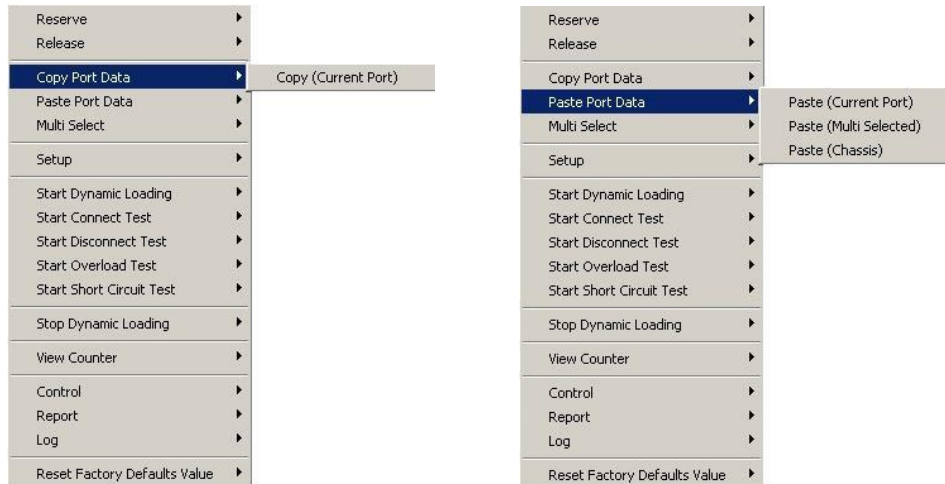 Reserve
Release
Copy Port Data
Copy (Current Port)
Paste Port Data
Multi Select
Setup
Start Dynamic Loading
Start Connect Test
Start Disconnect Test
Start Overload Test
Start Short Circuit Test
Stop Dynamic Loading
View Counter
Control
Report
Log
Reset Factory Defaults Value
Reserve
Release
Copy Port Data
Paste Port Data
Paste (Current Port)
Multi Select
Paste (Multi Selected)
Paste (Chassis)
Setup
Start Dynamic Loading
Start Connect Test
Start Disconnect Test
Start Overload Test
Start Short Circuit Test
Stop Dynamic Loading
View Counter
Control
Report
Log
Reset Factory Defaults Value